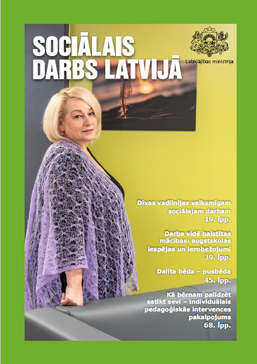 SOCIĀLAIS
DARBS LATVIJĀ
Labklājības ministrija
Divas vadlīnijas veiksmīgam
sociālajam darbam
19. lpp.
Darba vidē balstītas
mācības: augstskolas
iespējas un ierobežojumi
39. lpp.
Dalīta bēda – pusbēda
45. lpp.
Kā bērnam palīdzēt
satikt sevi – individuālais
pedagoģiskās intervences
pakalpojums
68. lpp.